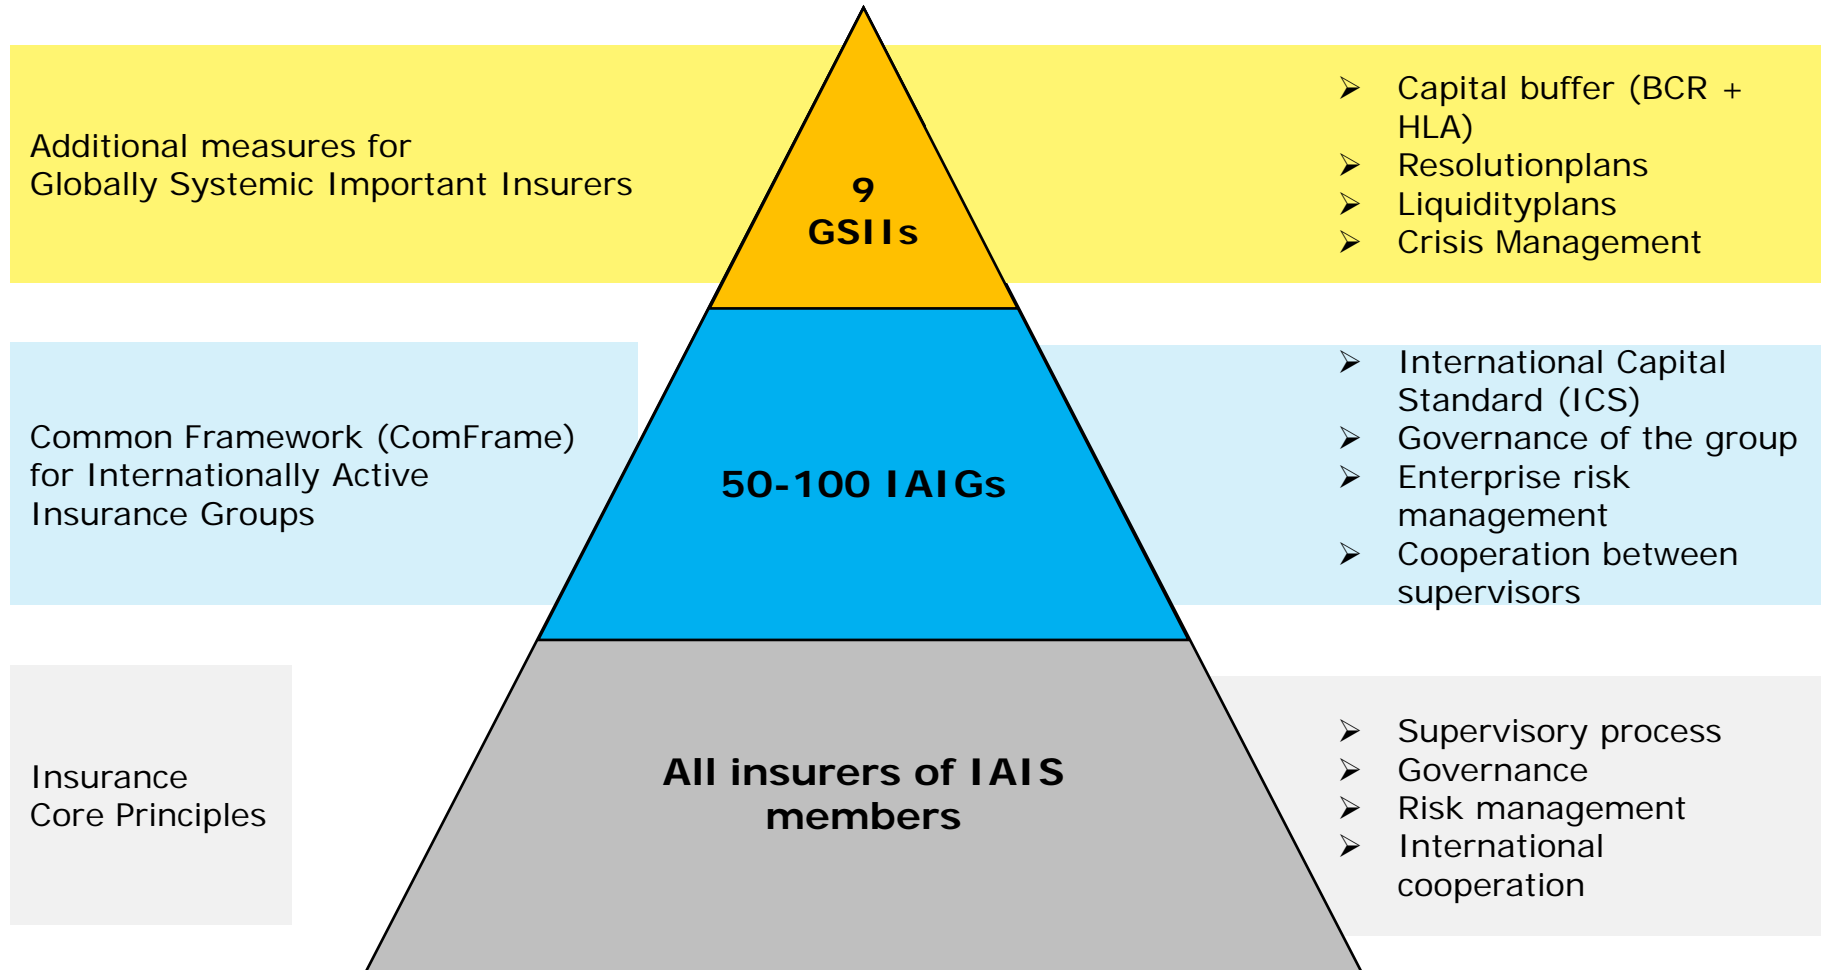 Additional measures for
Globally Systemic Important Insurers
9
GSIIs
➢ Capital buffer (BCR +
HLA)
➢ Resolutionplans
➢ Liquidityplans
➢ Crisis Management
Common Framework (ComFrame)
for Internationally Active
Insurance Groups
50-100 IAIGs
➢ International Capital
Standard (ICS)
➢ Governance of the group
➢ Enterprise risk
management
➢ Cooperation between
supervisors
Insurance
Core Principles
All insurers of IAIS
members
➢ Supervisory process
➢ Governance
➢ Risk management
➢ International
cooperation